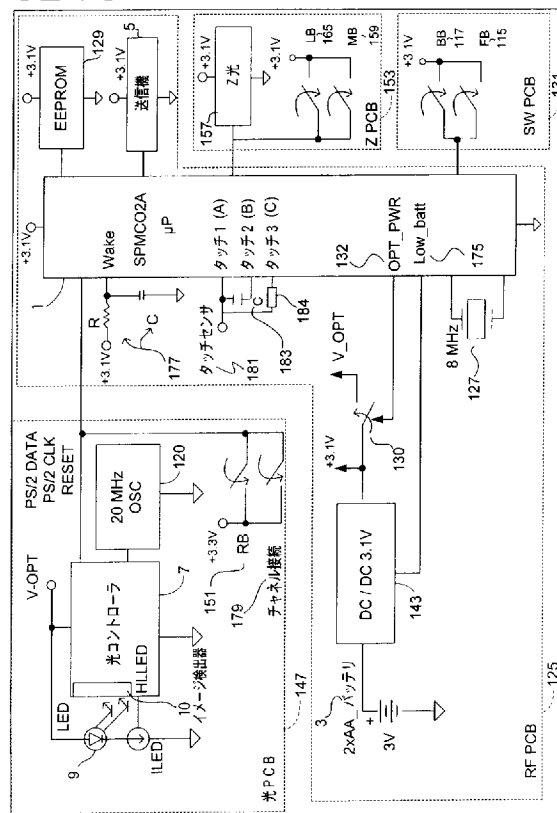 +3.1V
EEPROM
129
+3.1V
送信機
5
+3.1V
Z光
157
+3.1V
LB
165
MB
159
Z PCB
153
+3.1V
BB
117
FB
115
SW PCB
131
+3.1V
1
Wake
SPMC02A
μP
タッチ1 (A)
タッチ2 (B)
タッチ3 (C)
132
OPT_PWR
Low_batt
175
R
C
+3.1V
177
タッチセンサ
181
C
183
184
8 MHz
127
V_OPT
+3.1V
130
DC / DC 3.1V
143
3
2xAA_バッテリ
+
3V
RF PCB
125
PS/2 DATA
PS/2 CLK
RESET
20 MHz
OSC
120
V-OPT
光コントローラ
7
HLLED
LED
9
10
イメージ検出器
ILED
+3.3V
RB
151
チャネル接続
179
光PCB
147